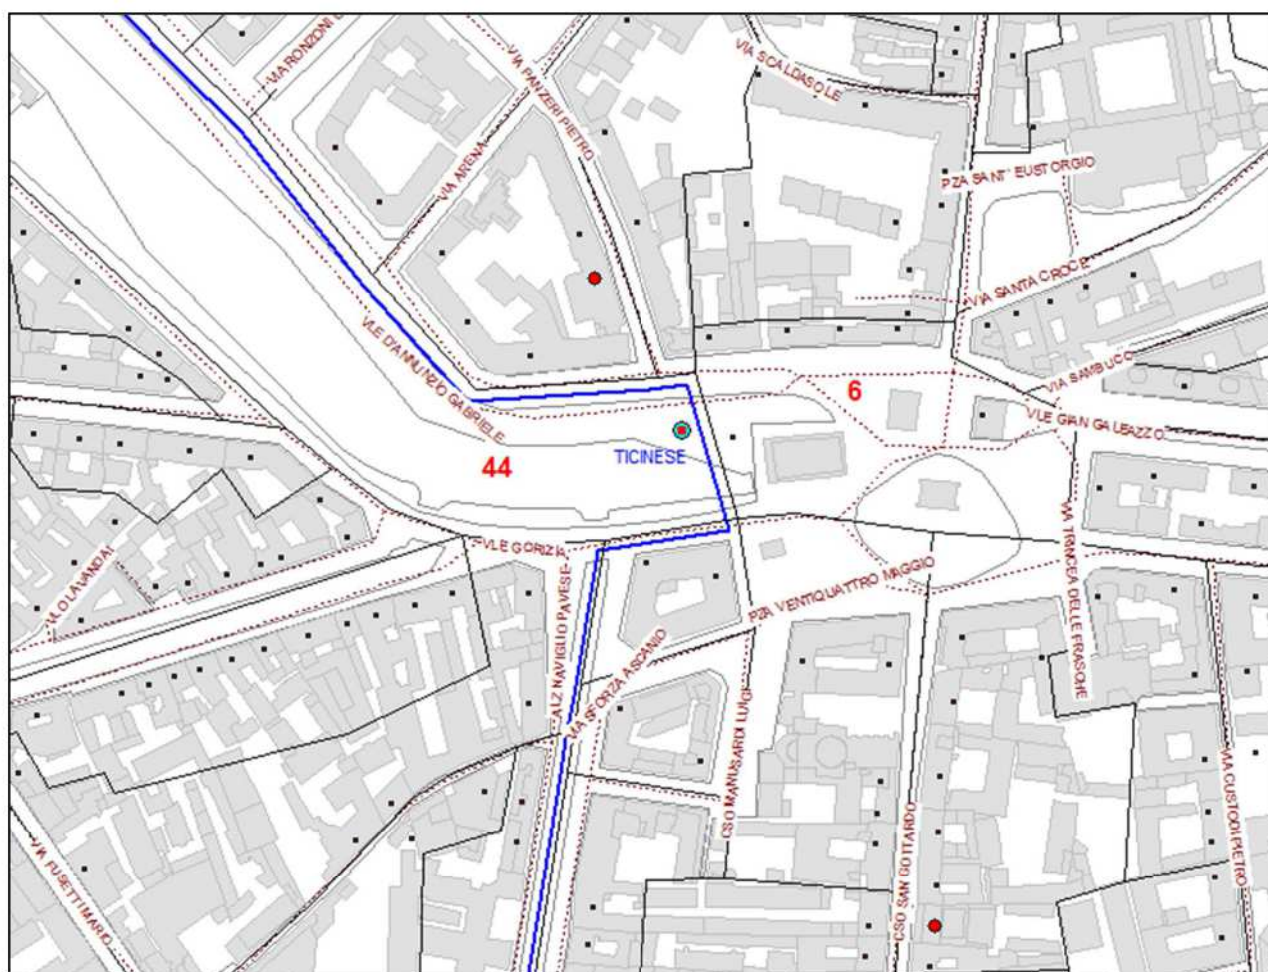 VIA RONZONI
VIA PANZERI PIETRO
VIA SCALDASOLE
VIA ARENA
PZA SANT' EUSTORGIO
VIA SANTA CROCE
VLE D'ANNUNZIO GABRIELE
VIA SAMBUCO
6
VLE GIAN GALEAZZO
TICINESE
44
VLE GORIZIA
VIA TRINCEA DELLE FRASCHE
PZA VENTIQUATTRO MAGGIO
ALZ NAVIGLIO PAVESE
VIA SFORZA ASCANIO
CSO MANUSARDI LUIGI
CSO SAN GOTTARDO
VIA CUSTODI PIETRO
VIA FUSETTI MARIO